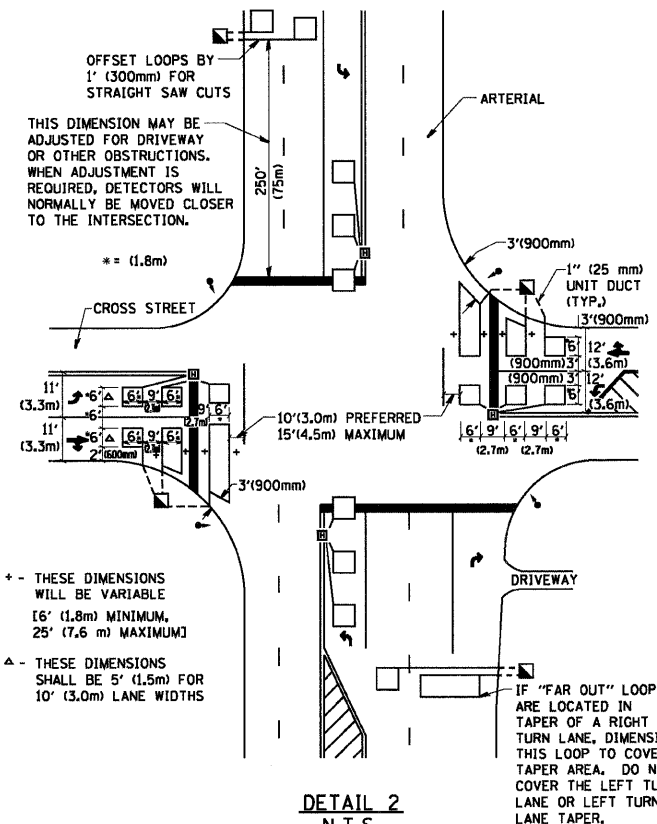 OFFSET LOOPS BY
1' (300mm) FOR
STRAIGHT SAW CUTS
THIS DIMENSION MAY BE
ADJUSTED FOR DRIVEWAY
OR OTHER OBSTRUCTIONS.
WHEN ADJUSTMENT IS
REQUIRED, DETECTORS WILL
NORMALLY BE MOVED CLOSER
TO THE INTERSECTION.
250'
(75m)
ARTERIAL
*= (1.8m)
3'(900mm)
1" (25 mm)
UNIT DUCT
(TYP.)
CROSS STREET
3'(900mm)
6'
12'
(3.6m)
(900mm) 3'
(900mm) 3'
12'
(3.6m)
6'
11'
(3.3m)
*6'
6'
9'
6'
(2.7m)
*6'
9'
6'
(2.7m)
11'
(3.3m)
*6'
6'
9'
6'
(2.7m)
2'
(600mm)
10'(3.0m) PREFERRED
15'(4.5m) MAXIMUM
6' 9' 6' 9' 6'
(2.7m) (2.7m)
3'(900mm)
H
H
H
H
+ - THESE DIMENSIONS
WILL BE VARIABLE
[6' (1.8m) MINIMUM,
25' (7.6 m) MAXIMUM]
DRIVEWAY
△ - THESE DIMENSIONS
SHALL BE 5' (1.5m) FOR
10' (3.0m) LANE WIDTHS
IF "FAR OUT" LOOP
ARE LOCATED IN
TAPER OF A RIGHT
TURN LANE, DIMENSI
THIS LOOP TO COVE
TAPER AREA. DO N
COVER THE LEFT TU
LANE OR LEFT TURN
LANE TAPER.
DETAIL 2
N.T.S.